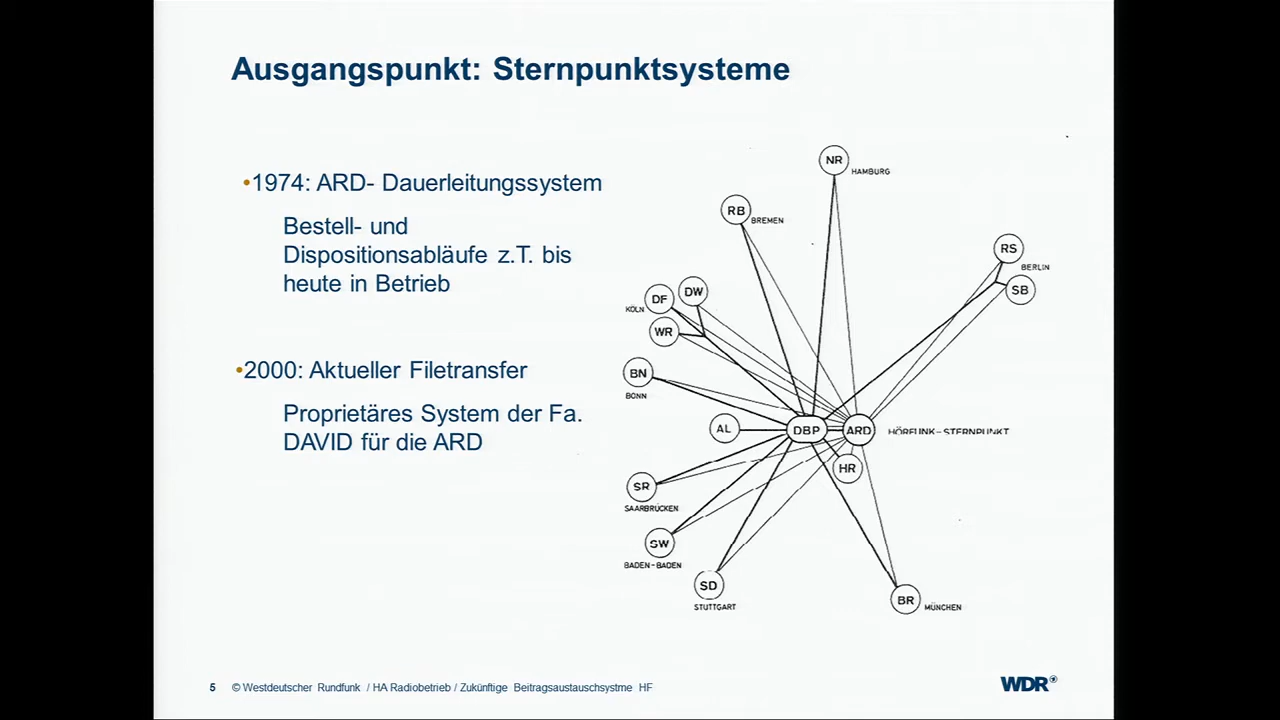 Ausgangspunkt: Sternpunktsysteme
•1974: ARD- Dauerleitungssystem
Bestell- und
Dispositionsabläufe z.T. bis
heute in Betrieb
•2000: Aktueller Filetransfer
Proprietäres System der Fa.
DAVID für die ARD
NR
HAMBURG
RB
BREMEN
RS
BERLIN
SB
DW
DF
KÖLN
WR
BN
BONN
AL
DBP
ARD
HÖRFUNK-STERNPUNKT
HR
SR
SAARBRÜCKEN
SW
BADEN-BADEN
SD
STUTTGART
BR
MÜNCHEN
5 © Westdeutscher Rundfunk / HA Radiobetrieb / Zukünftige Beitragsaustauschsystme HF
WDR